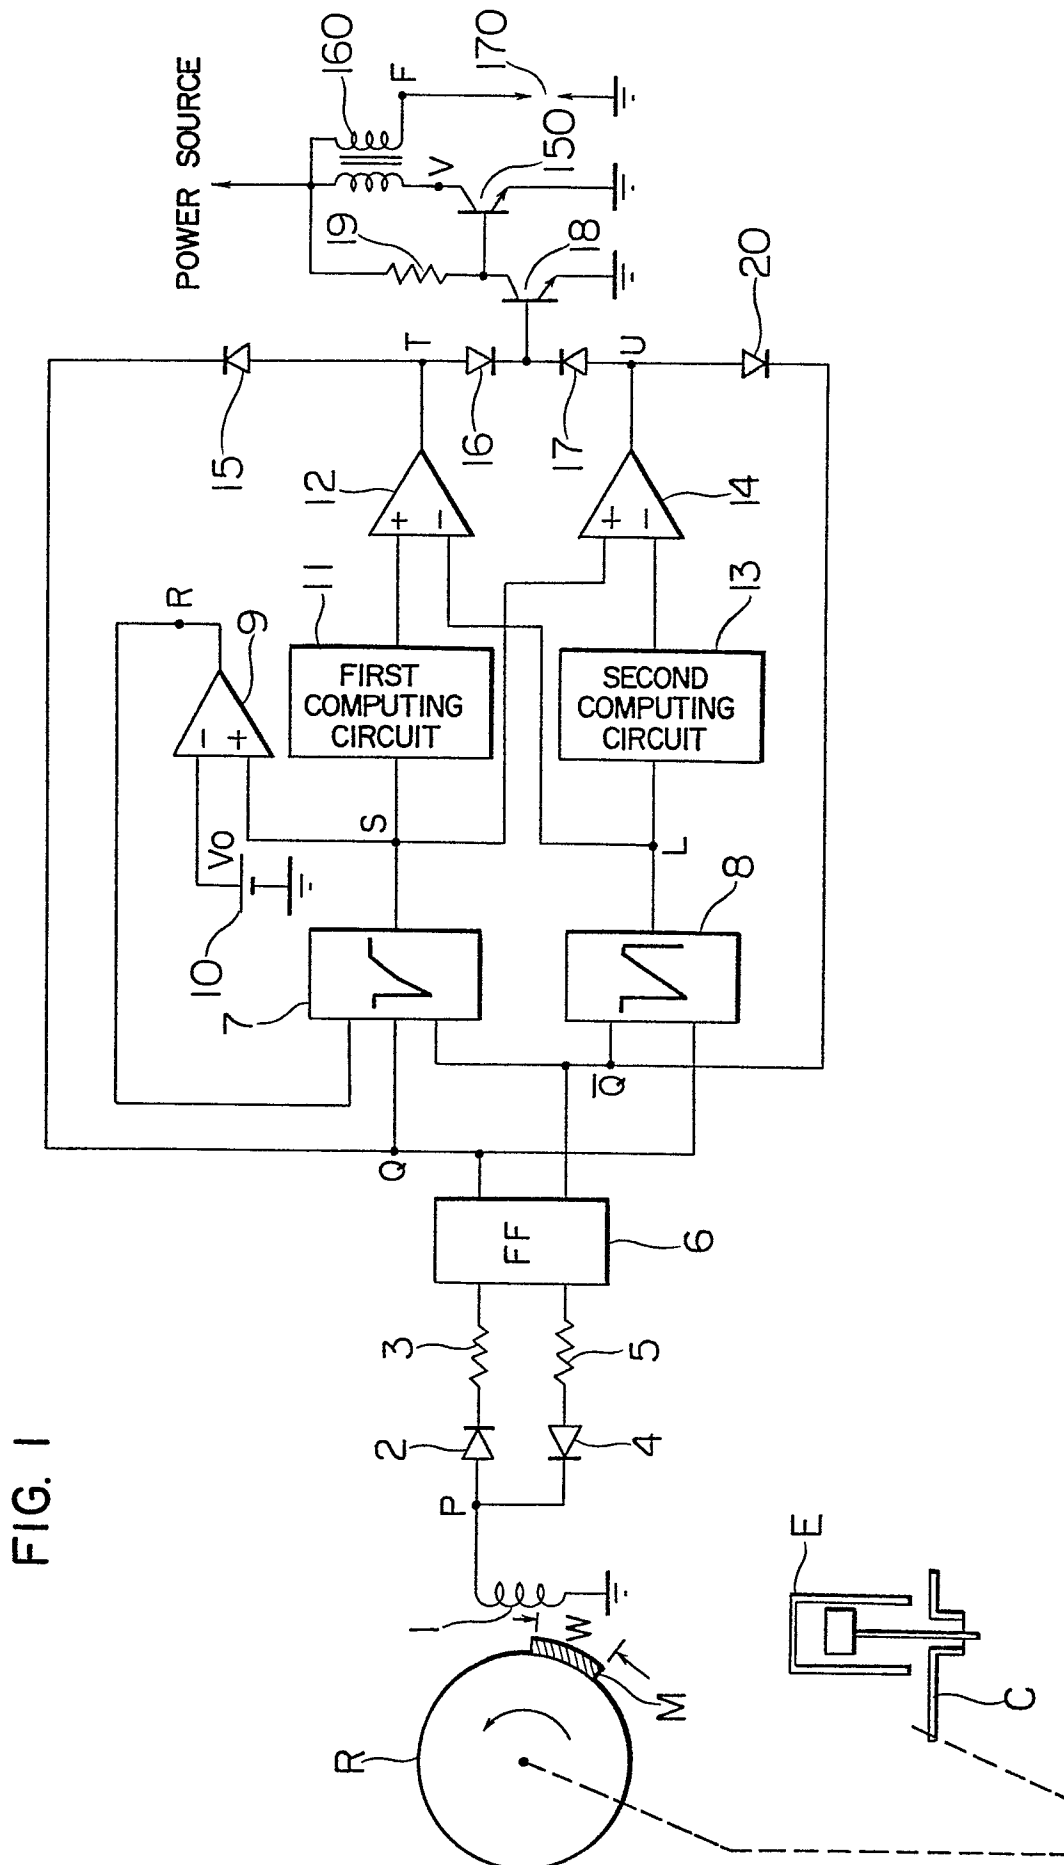 FIG. 1
POWER SOURCE
160
170
F
V
150
19
18
20
T
U
15
16
17
12
14
R
9
11
13
FIRST
COMPUTING
CIRCUIT
SECOND
COMPUTING
CIRCUIT
S
L
Vo
10
7
8
Q
Q̅
FF
6
3
5
2
4
P
1
W
M
R
E
C
+
−
+
−
−
+